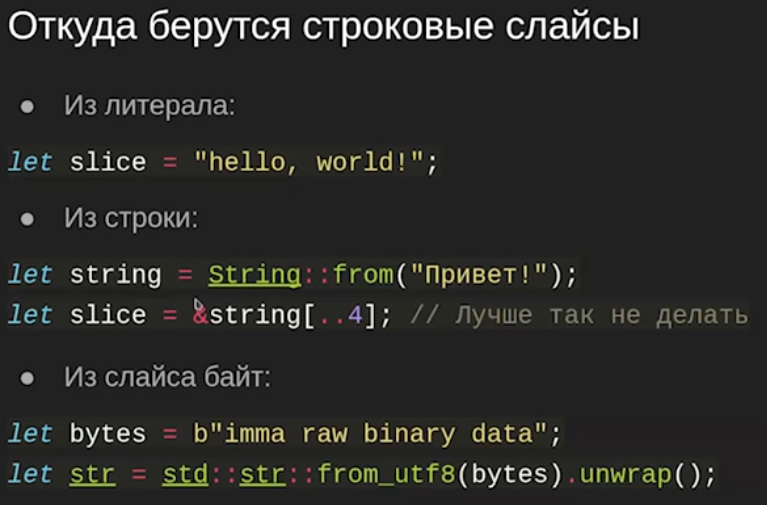 Откуда берутся строковые слайсы
● Из литерала:
let slice = "hello, world!";
● Из строки:
let string = String::from("Привет!");
let slice = &string[..4]; // Лучше так не делать
● Из слайса байт:
let bytes = b"imma raw binary data";
let str = std::str::from_utf8(bytes).unwrap();